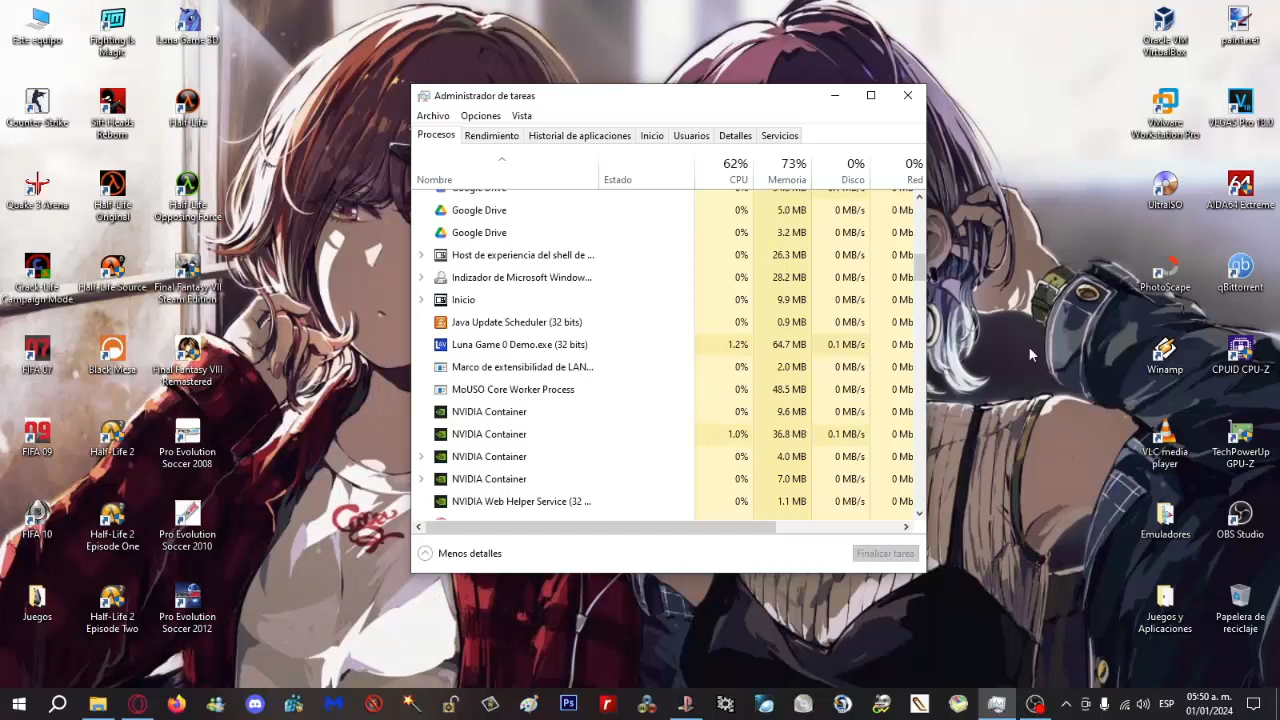 Este equipo
Fighting Is
Magic
Luna Game 3D
Counter Strike
Sift Heads
Reborn
Half-Life
Quake 3 Arena
Half Life
Original
Half-Life
Opposing Force
Crack-Life
Campaign Mode
Half-Life Source
Final Fantasy VII
Steam Edition
FIFA 07
Black Mesa
Final Fantasy VIII
Remastered
FIFA 09
Half-Life 2
Pro Evolution
Soccer 2008
FIFA 10
Half-Life 2
Episode One
Pro Evolution
Soccer 2010
Juegos
Half-Life 2
Episode Two
Pro Evolution
Soccer 2012
Administrador de tareas
Archivo Opciones Vista
Procesos Rendimiento Historial de aplicaciones Inicio Usuarios Detalles Servicios
62% 73% 0% 0%
Nombre Estado CPU Memoria Disco Red
Google Drive
Google Drive 0% 5.0 MB 0 MB/s 0 Mb
Google Drive 0% 3.2 MB 0 MB/s 0 Mb
Host de experiencia del shell de ... 0% 26.3 MB 0 MB/s 0 Mb
Indizador de Microsoft Window... 0% 28.2 MB 0 MB/s 0 Mb
Inicio 0% 9.9 MB 0 MB/s 0 Mb
Java Update Scheduler (32 bits) 0% 0.9 MB 0 MB/s 0 Mb
Luna Game 0 Demo.exe (32 bits) 1.2% 64.7 MB 0.1 MB/s 0 Mb
Marco de extensibilidad de LAN... 0% 2.0 MB 0 MB/s 0 Mb
MoUSO Core Worker Process 0% 48.5 MB 0 MB/s 0 Mb
NVIDIA Container 0% 9.6 MB 0 MB/s 0 Mb
NVIDIA Container 1.0% 36.8 MB 0.1 MB/s 0 Mb
NVIDIA Container 0% 4.0 MB 0 MB/s 0 Mb
NVIDIA Container 0% 7.0 MB 0 MB/s 0 Mb
NVIDIA Web Helper Service (32 ... 0% 1.1 MB 0 MB/s 0 Mb
Menos detalles Finalizar tarea
Oracle VM
VirtualBox
paint.net
VMware
Workstation Pro
VEGAS Pro 18.0
UltraISO
AIDA64 Extreme
PhotoScape
qBittorrent
Winamp
CPUID CPU-Z
VLC media
player
TechPowerUp
GPU-Z
Emuladores
OBS Studio
Juegos y
Aplicaciones
Papelera de
reciclaje
ESP
05:50 a. m.
01/01/2024